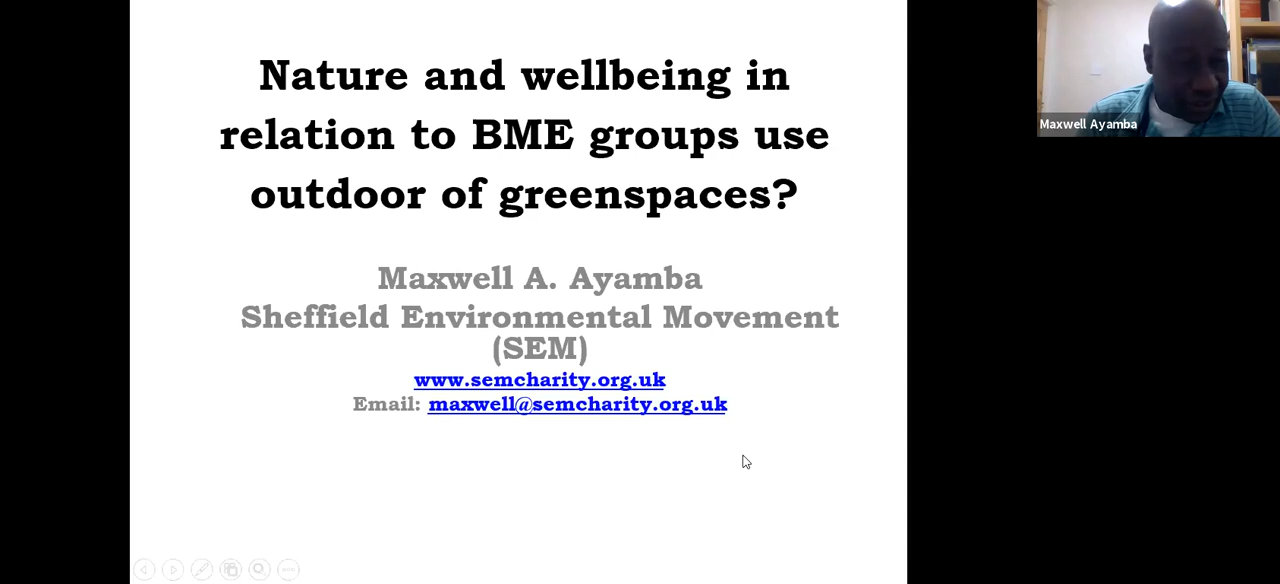 Nature and wellbeing in
relation to BME groups use
outdoor of greenspaces?
Maxwell A. Ayamba
Sheffield Environmental Movement
(SEM)
www.semcharity.org.uk
Email: maxwell@semcharity.org.uk
Maxwell Ayamba